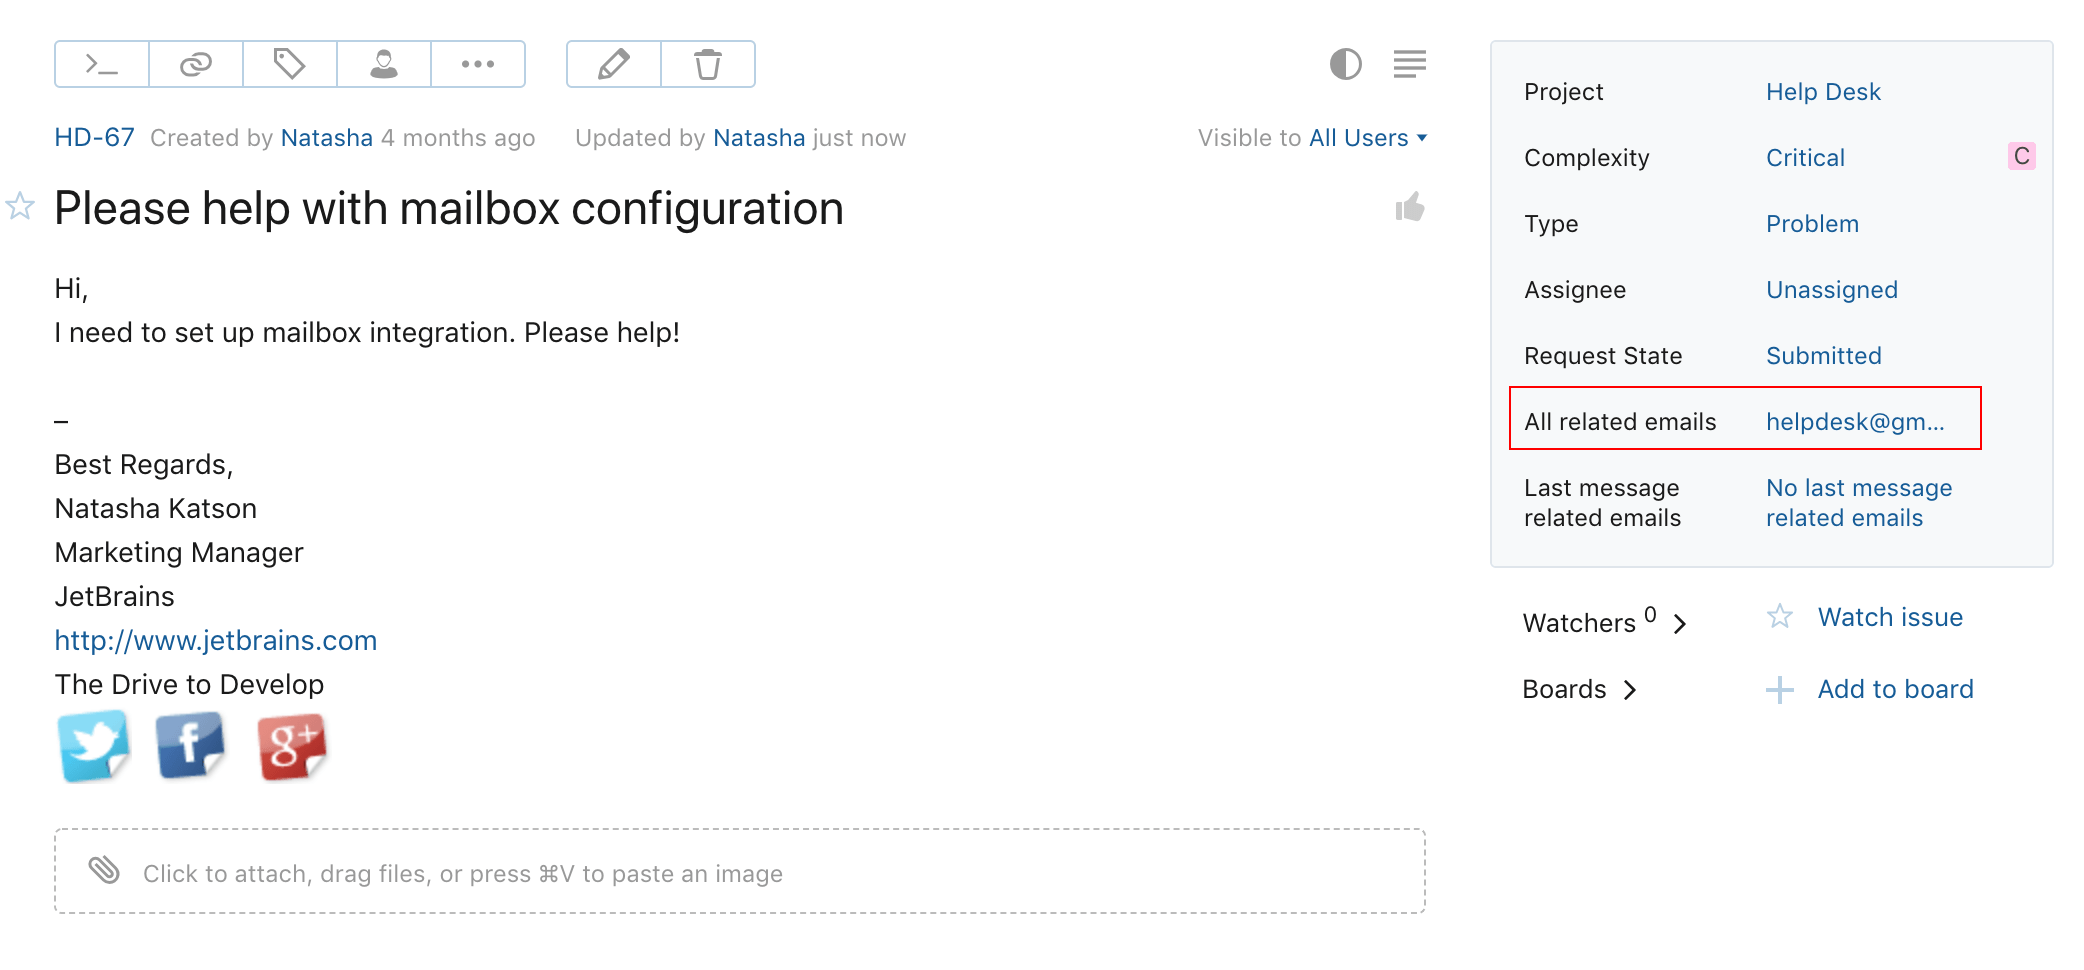 HD-67 Created by Natasha 4 months ago Updated by Natasha just now Visible to All Users
Please help with mailbox configuration
Hi,
I need to set up mailbox integration. Please help!
–
Best Regards,
Natasha Katson
Marketing Manager
JetBrains
http://www.jetbrains.com
The Drive to Develop
f g+
Click to attach, drag files, or press ⌘V to paste an image
Project Help Desk
Complexity Critical C
Type Problem
Assignee Unassigned
Request State Submitted
All related emails helpdesk@gm...
Last message No last message
related emails related emails
Watchers 0 Watch issue
Boards Add to board